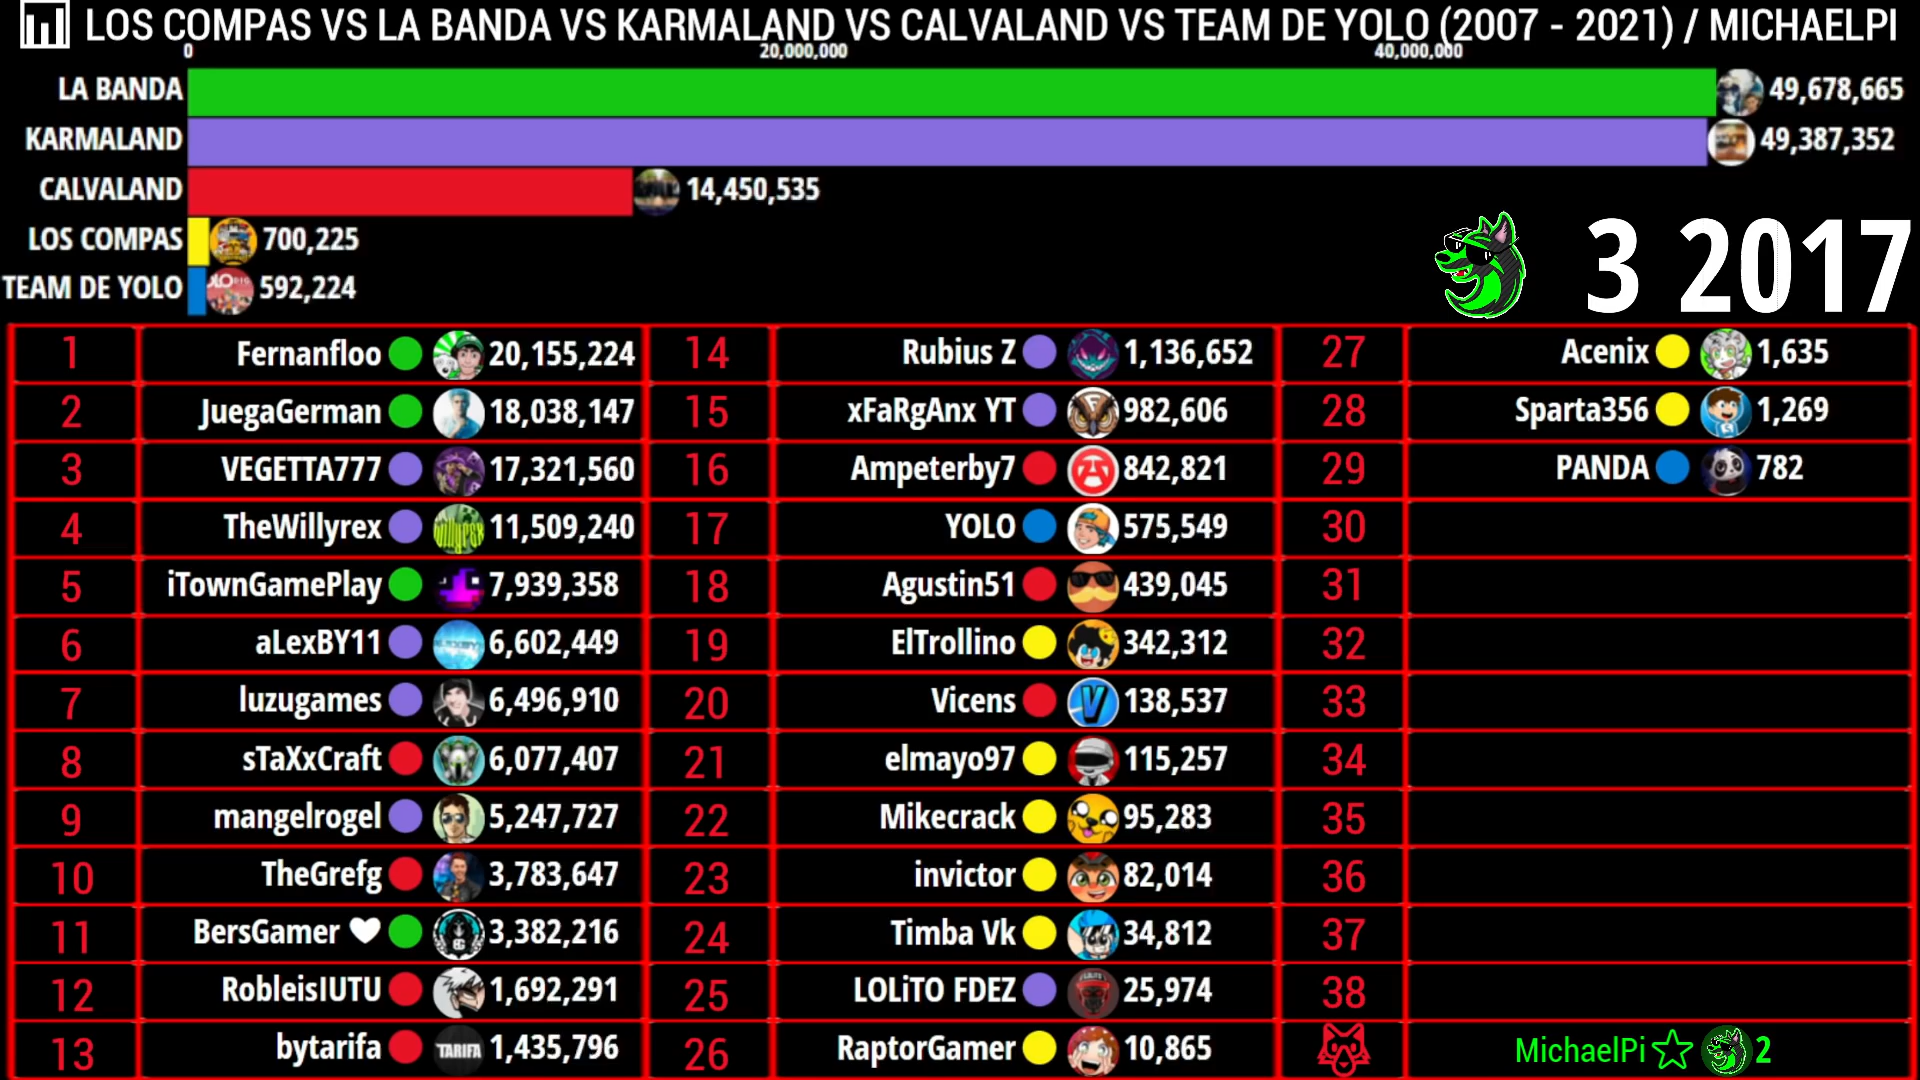 LOS COMPAS VS LA BANDA VS KARMALAND VS CALVALAND VS TEAM DE YOLO (2007 - 2021) / MICHAELPI
0 20,000,000 40,000,000
LA BANDA 49,678,665
KARMALAND 49,387,352
CALVALAND 14,450,535
LOS COMPAS 700,225
TEAM DE YOLO 592,224
3 2017
1 Fernanfloo 20,155,224 14 Rubius Z 1,136,652 27 Acenix 1,635
2 JuegaGerman 18,038,147 15 xFaRgAnx YT 982,606 28 Sparta356 1,269
3 VEGETTA777 17,321,560 16 Ampeterby7 842,821 29 PANDA 782
4 TheWillyrex 11,509,240 17 YOLO 575,549 30
5 iTownGamePlay 7,939,358 18 Agustin51 439,045 31
6 aLexBY11 6,602,449 19 ElTrollino 342,312 32
7 luzugames 6,496,910 20 Vicens 138,537 33
8 sTaXxCraft 6,077,407 21 elmayo97 115,257 34
9 mangelrogel 5,247,727 22 Mikecrack 95,283 35
10 TheGrefg 3,783,647 23 invictor 82,014 36
11 BersGamer 3,382,216 24 Timba Vk 34,812 37
12 RobleisIUTU 1,692,291 25 LOLiTO FDEZ 25,974 38
13 bytarifa TARIFA 1,435,796 26 RaptorGamer 10,865 MichaelPi 2